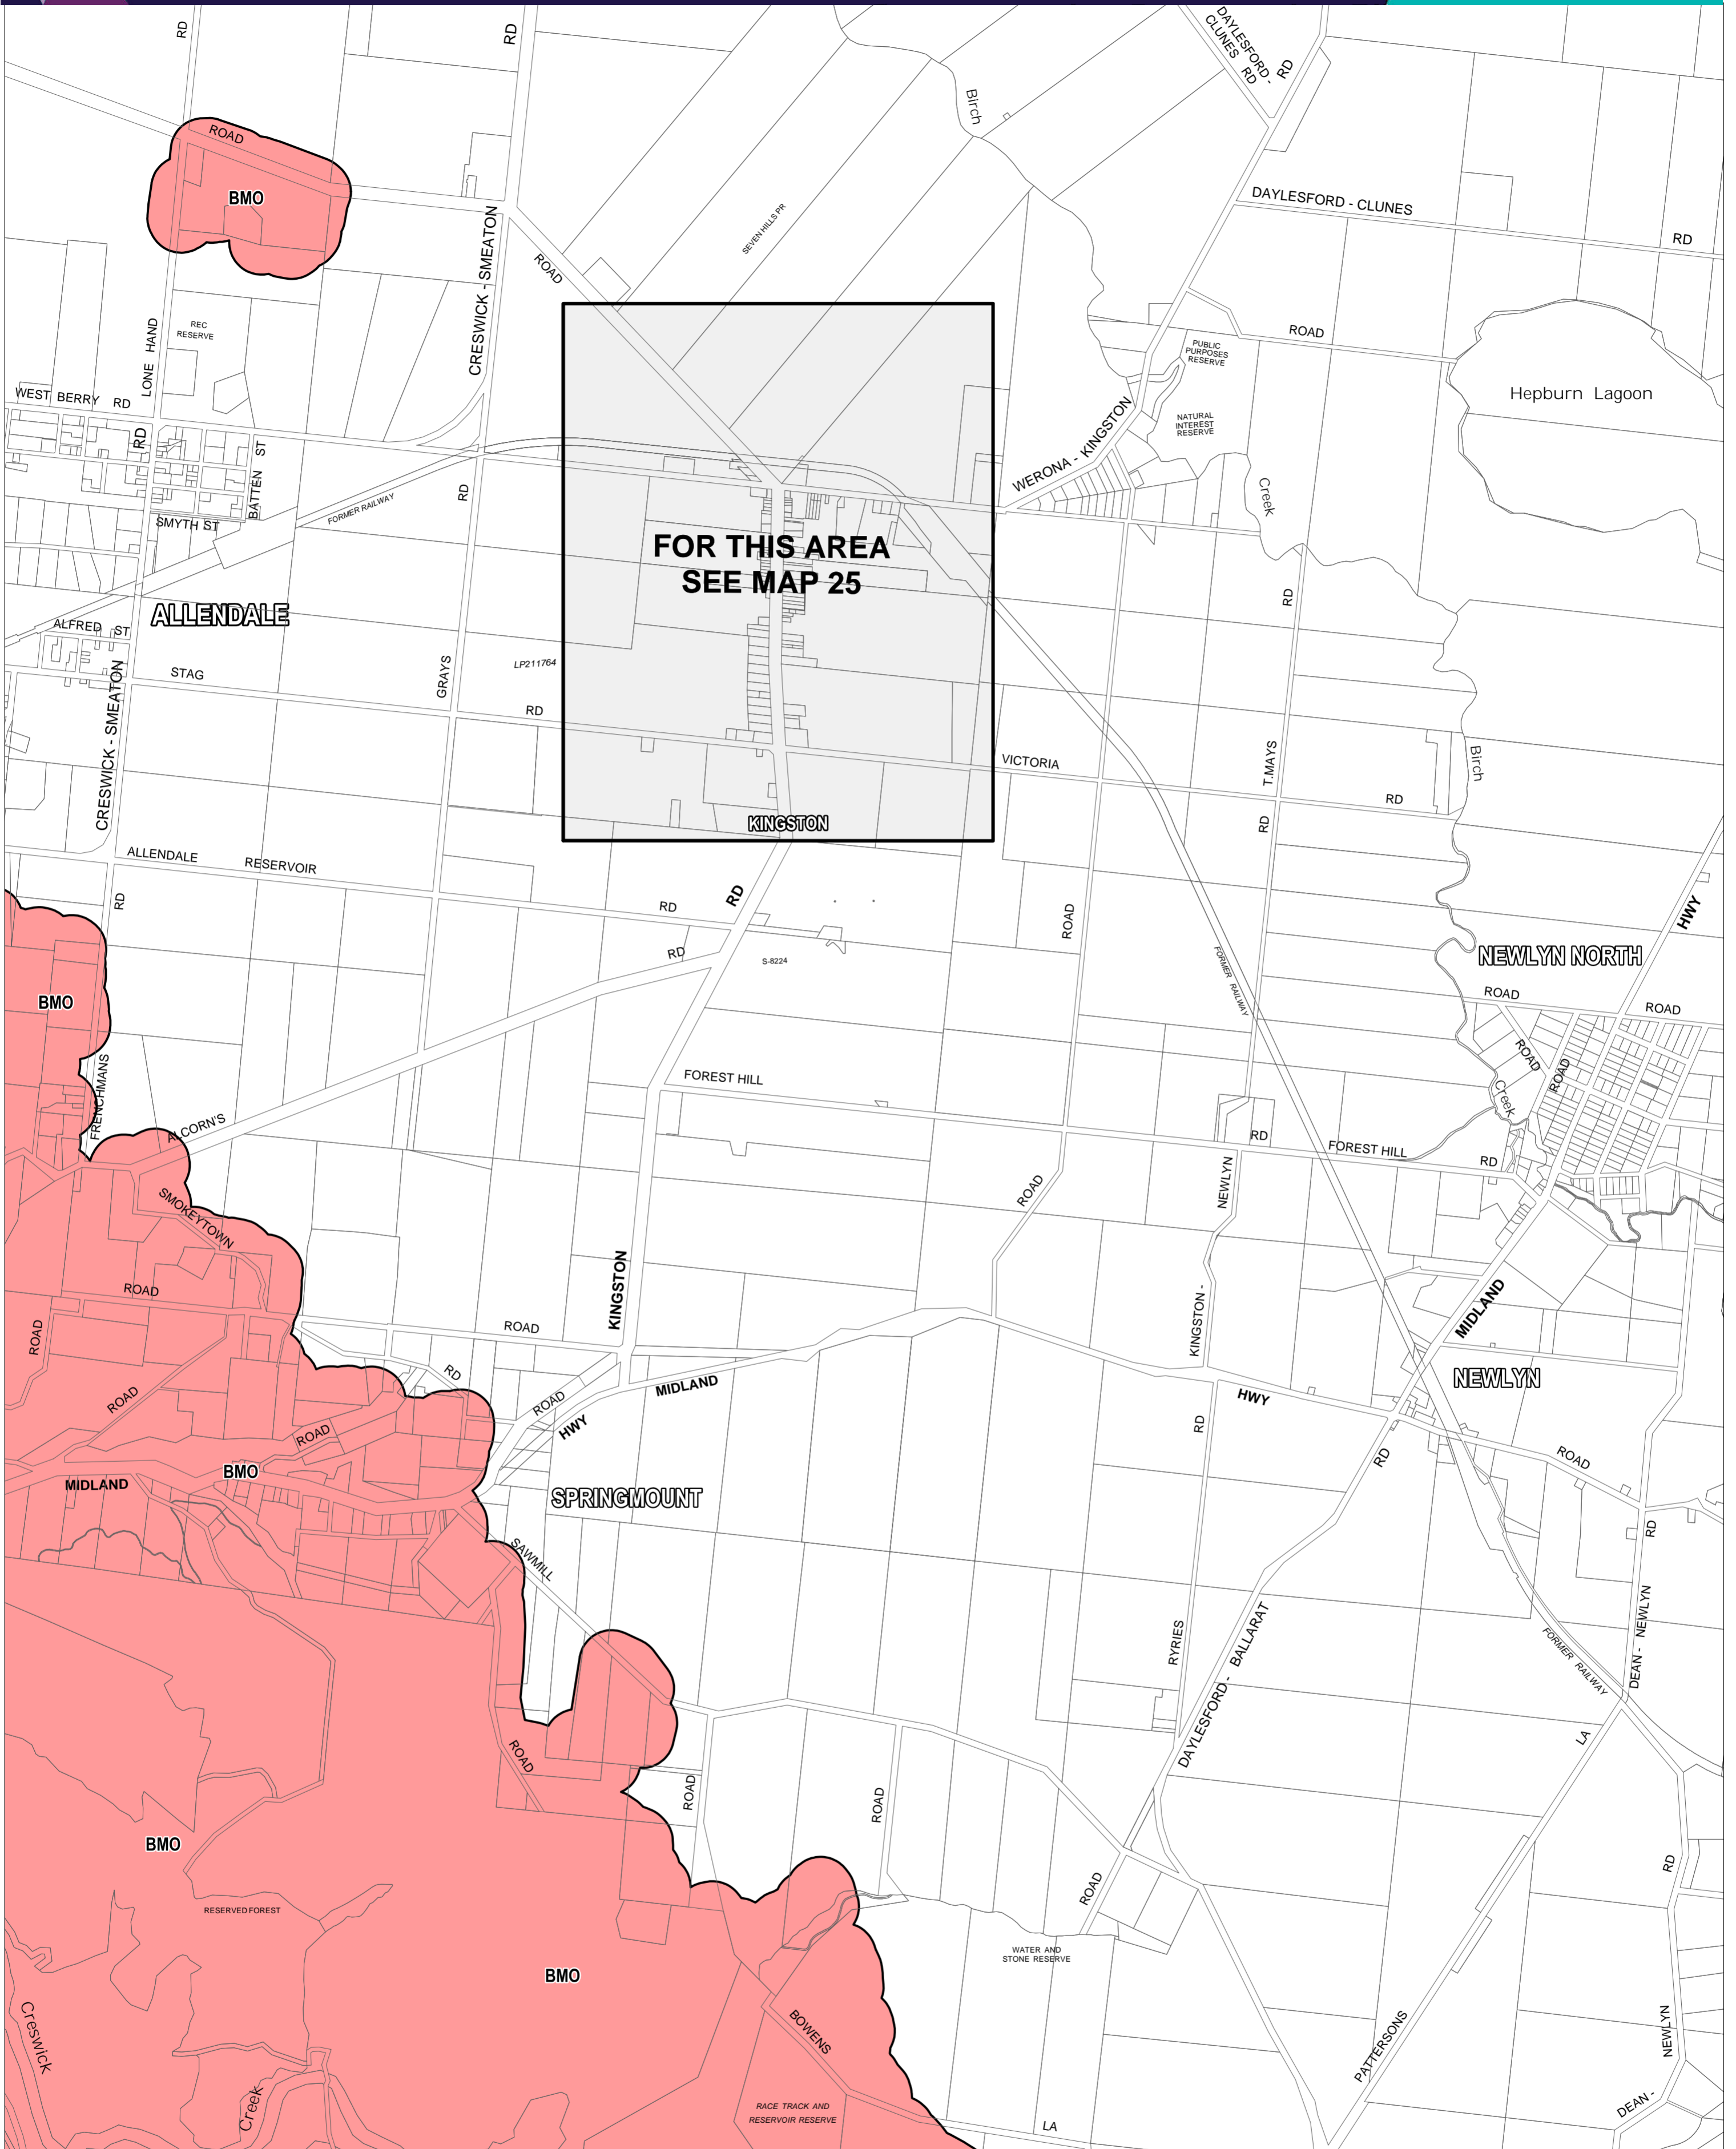 RD
RD
DAYLESFORD -
CLUNES RD
RD
Birch
ROAD
BMO
DAYLESFORD - CLUNES
RD
SEVEN HILLS PR
CRESWICK - SMEATON
ROAD
REC
RESERVE
LONE HAND
ROAD
PUBLIC
PURPOSES
RESERVE
Hepburn Lagoon
WEST BERRY RD
RD
NATURAL
INTEREST
RESERVE
WERONA - KINGSTON
BATTEN ST
RD
FORMER RAILWAY
SMYTH ST
Creek
FOR THIS AREA
SEE MAP 25
RD
ALLENDALE
ALFRED ST
STAG
GRAYS
LP211764
RD
CRESWICK - SMEATON
VICTORIA
T.MAYS
Birch
RD
KINGSTON
RD
ALLENDALE RESERVOIR
RD
RD
RD
ROAD
HWY
RD
S-8224
FORMER RAILWAY
NEWLYN NORTH
ROAD
ROAD
BMO
ROAD
ROAD
FRENCHMANS
FOREST HILL
Creek
ALCORN'S
RD
FOREST HILL
RD
SMOKEYTOWN
ROAD
NEWLYN
ROAD
KINGSTON
KINGSTON -
MIDLAND
ROAD
ROAD
RD
MIDLAND
NEWLYN
ROAD
ROAD
HWY
HWY
ROAD
RD
RD
ROAD
BMO
MIDLAND
SPRINGMOUNT
RD
SAWMILL
RYRIES
DAYLESFORD - BALLARAT
DEAN - NEWLYN
FORMER RAILWAY
ROAD
LA
ROAD
ROAD
BMO
RD
ROAD
RESERVED FOREST
WATER AND
STONE RESERVE
BMO
Creswick
BOWENS
NEWLYN
PATTERSONS
Creek
RACE TRACK AND
RESERVOIR RESERVE
LA
DEAN -